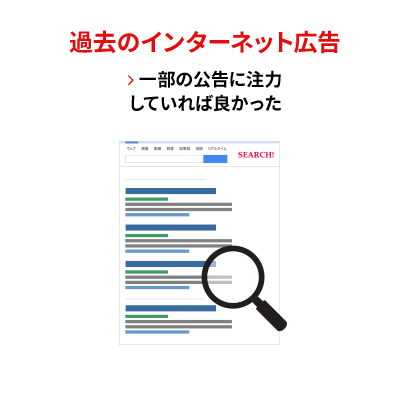 過去のインターネット広告
一部の公告に注力
していれば良かった
ウェブ 画像 動画 辞書 知恵袋 地図 リアルタイム
SEARCH!